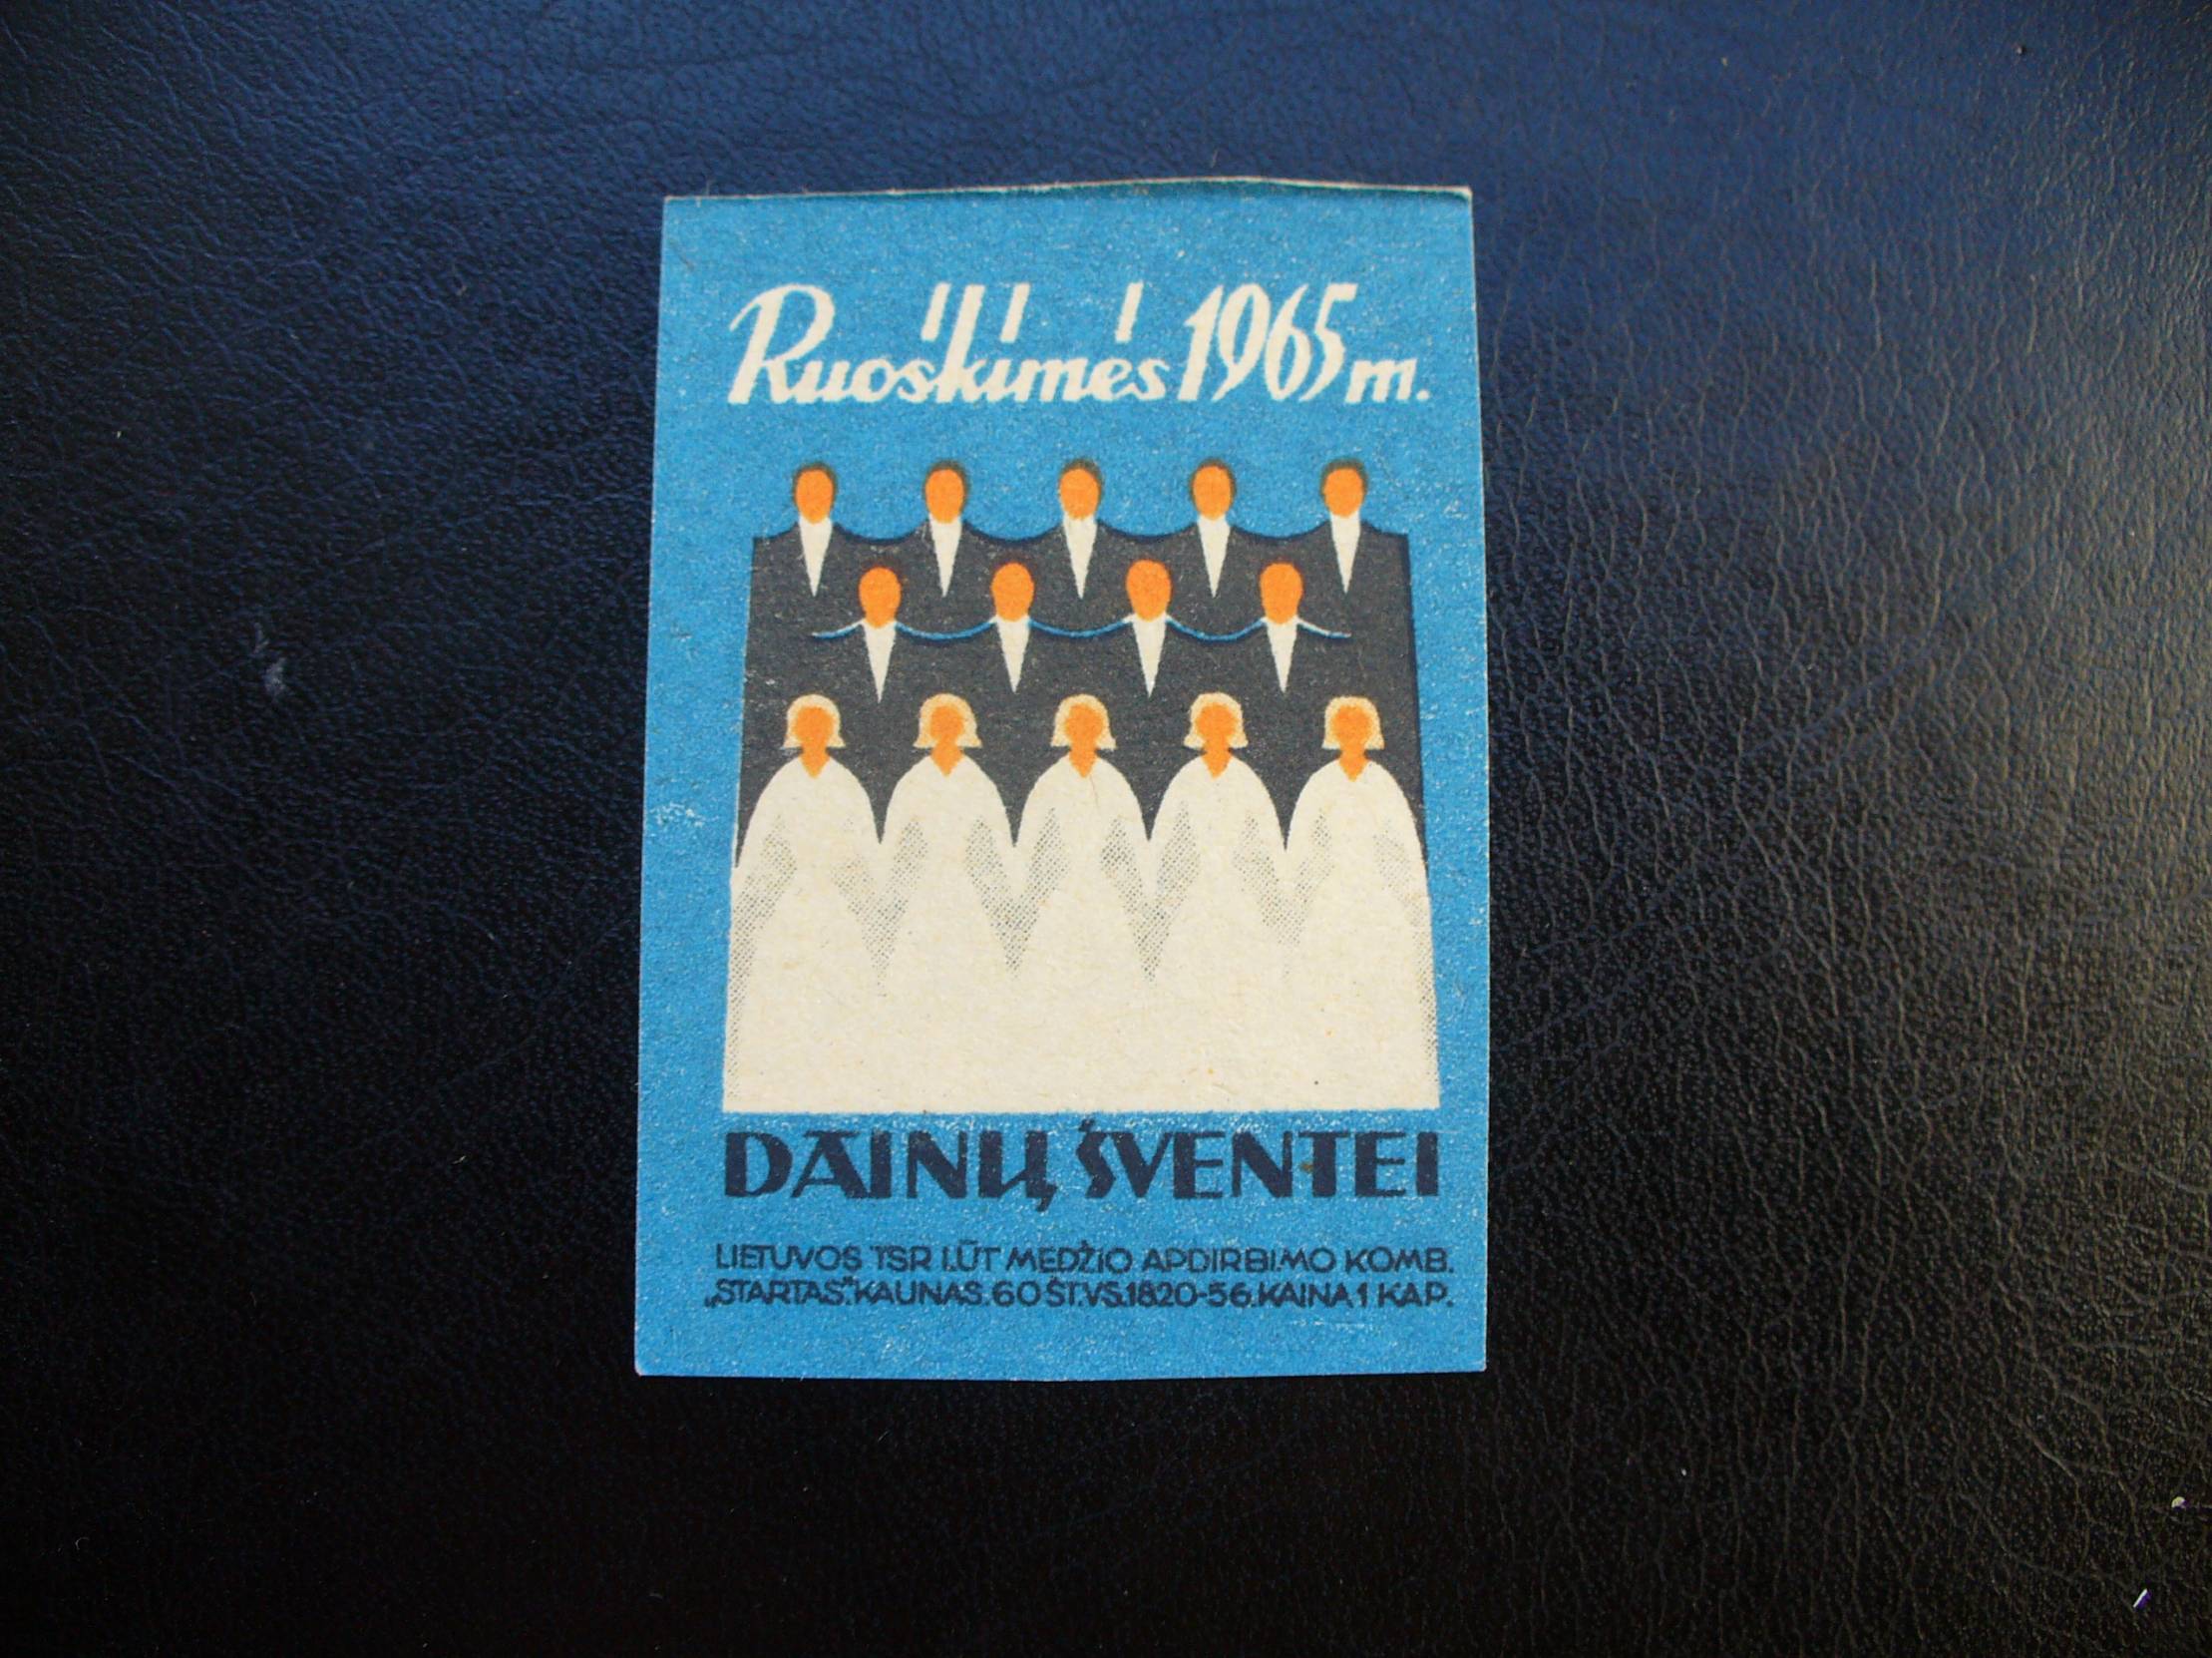 Ruoškimės 1965 m.
DAINŲ ŠVENTEI
LIETUVOS TSR LŪT MEDŽIO APDIRBIMO KOMB.
„STARTAS". KAUNAS. 60 ŠT. VS. 1820-56. KAINA 1 KAP.